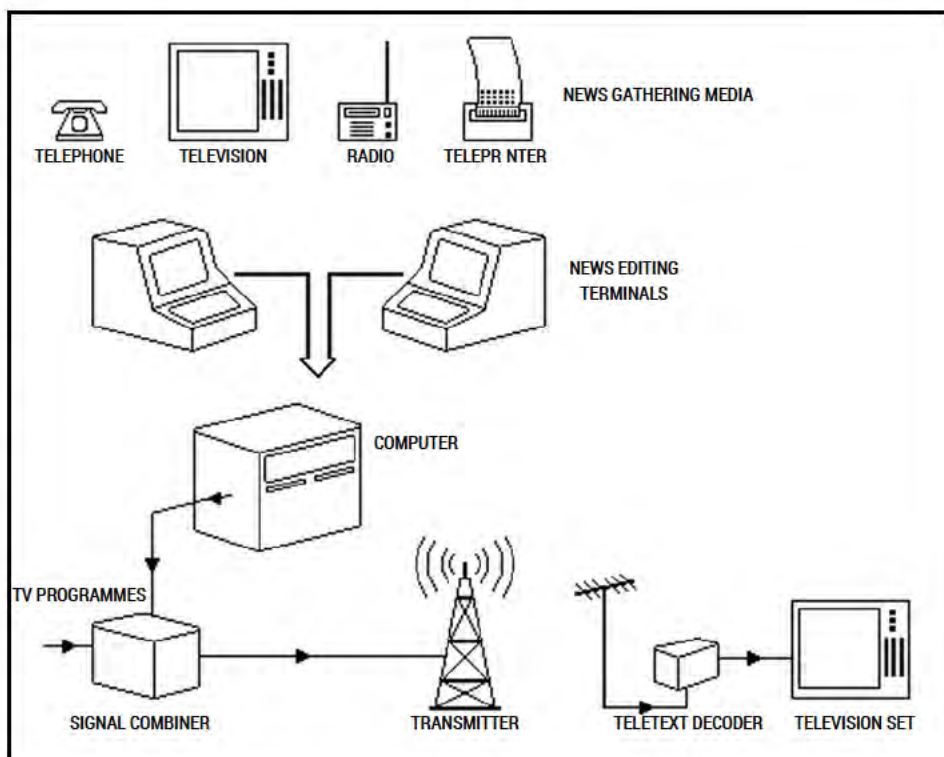 NEWS GATHERING MEDIA
TELEPHONE
TELEVISION
RADIO
TELEPR NTER
NEWS EDITING
TERMINALS
COMPUTER
TV PROGRAMMES
SIGNAL COMBINER
TRANSMITTER
TELETEXT DECODER
TELEVISION SET